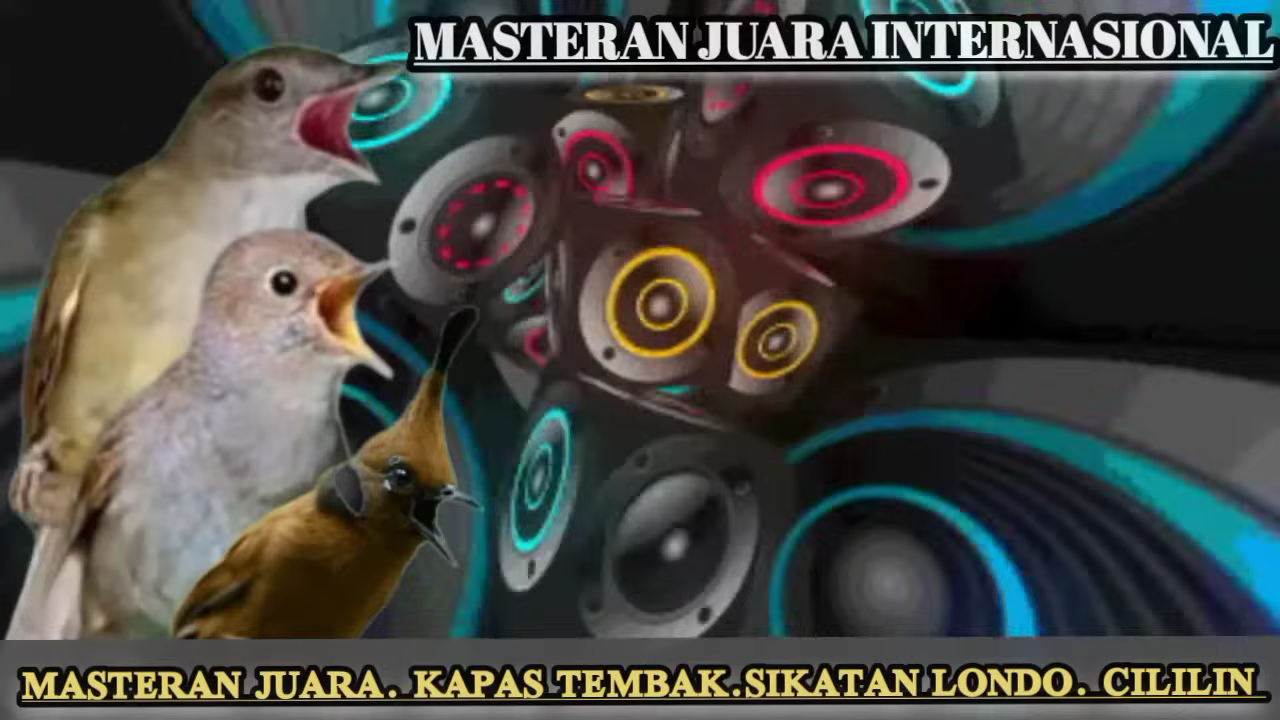 MASTERAN JUARA INTERNASIONAL
MASTERAN JUARA. KAPAS TEMBAK.SIKATAN LONDO. CILILIN